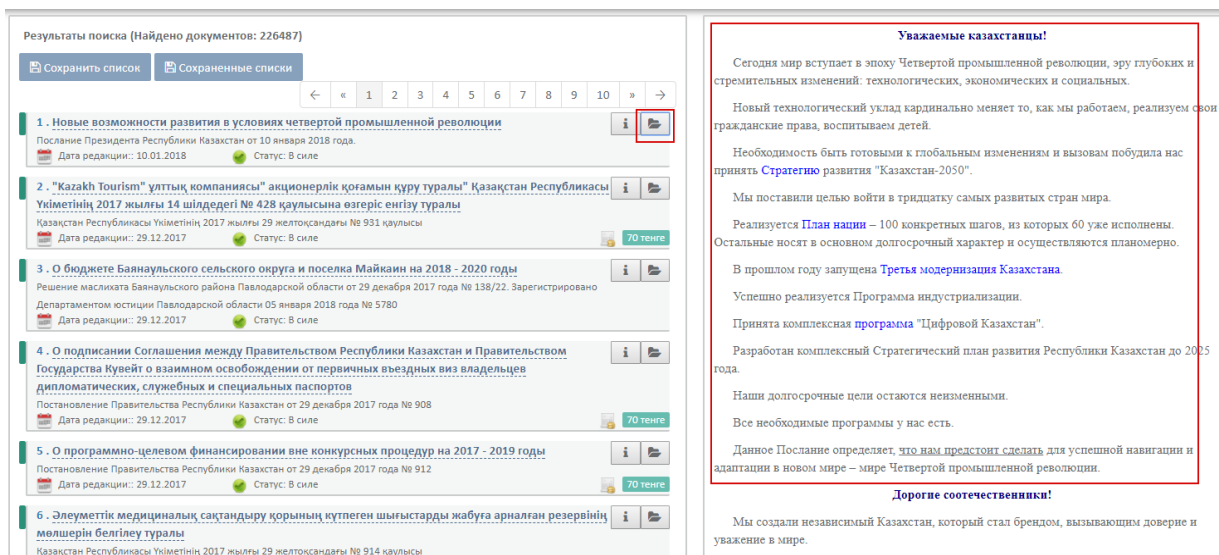 Результаты поиска (Найдено документов: 226487)
Сохранить список
Сохраненные списки
← « 1 2 3 4 5 6 7 8 9 10 » →
1 . Новые возможности развития в условиях четвертой промышленной революции
Послание Президента Республики Казахстан от 10 января 2018 года.
Дата редакции:: 10.01.2018 Статус: В силе
2 . "Kazakh Tourism" ұлттық компаниясы" акционерлік қоғамын құру туралы" Қазақстан Республикасы
Үкіметінің 2017 жылғы 14 шілдедегі № 428 қаулысына өзгеріс енгізу туралы
Қазақстан Республикасы Үкіметінің 2017 жылғы 29 желтоқсандағы № 931 қаулысы
Дата редакции:: 29.12.2017 Статус: В силе 70 тенге
3 . О бюджете Баянаульского сельского округа и поселка Майкаин на 2018 - 2020 годы
Решение маслихата Баянаульского района Павлодарской области от 29 декабря 2017 года № 138/22. Зарегистрировано
Департаментом юстиции Павлодарской области 05 января 2018 года № 5780
Дата редакции:: 29.12.2017 Статус: В силе
4 . О подписании Соглашения между Правительством Республики Казахстан и Правительством
Государства Кувейт о взаимном освобождении от первичных въездных виз владельцев
дипломатических, служебных и специальных паспортов
Постановление Правительства Республики Казахстан от 29 декабря 2017 года № 908
Дата редакции:: 29.12.2017 Статус: В силе 70 тенге
5 . О программно-целевом финансировании вне конкурсных процедур на 2017 - 2019 годы
Постановление Правительства Республики Казахстан от 29 декабря 2017 года № 912
Дата редакции:: 29.12.2017 Статус: В силе 70 тенге
6 . Әлеуметтік медициналық сақтандыру қорының күтпеген шығыстарды жабуға арналған резервінің
мөлшерін белгілеу туралы
Қазақстан Республикасы Үкіметінің 2017 жылғы 29 желтоқсандағы № 914 қаулысы
Уважаемые казахстанцы!
Сегодня мир вступает в эпоху Четвертой промышленной революции, эру глубоких и
стремительных изменений: технологических, экономических и социальных.
Новый технологический уклад кардинально меняет то, как мы работаем, реализуем свои
гражданские права, воспитываем детей.
Необходимость быть готовыми к глобальным изменениям и вызовам побудила нас
принять Стратегию развития "Казахстан-2050".
Мы поставили целью войти в тридцатку самых развитых стран мира.
Реализуется План нации – 100 конкретных шагов, из которых 60 уже исполнены.
Остальные носят в основном долгосрочный характер и осуществляются планомерно.
В прошлом году запущена Третья модернизация Казахстана.
Успешно реализуется Программа индустриализации.
Принята комплексная программа "Цифровой Казахстан".
Разработан комплексный Стратегический план развития Республики Казахстан до 2025
года.
Наши долгосрочные цели остаются неизменными.
Все необходимые программы у нас есть.
Данное Послание определяет, что нам предстоит сделать для успешной навигации и
адаптации в новом мире – мире Четвертой промышленной революции.
Дорогие соотечественники!
Мы создали независимый Казахстан, который стал брендом, вызывающим доверие и
уважение в мире.